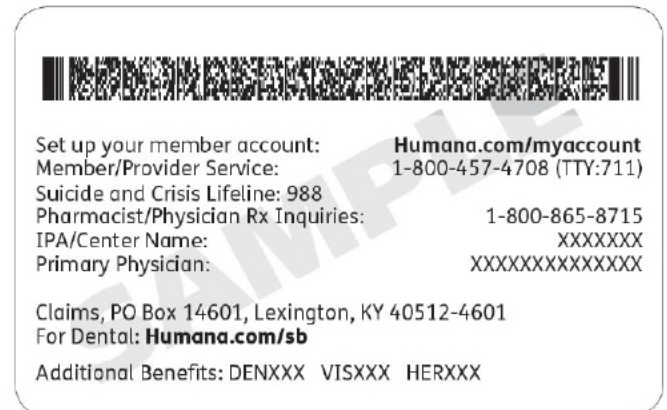 Set up your member account: Humana.com/myaccount
Member/Provider Service: 1-800-457-4708 (TTY:711)
Suicide and Crisis Lifeline: 988
Pharmacist/Physician Rx Inquiries: 1-800-865-8715
IPA/Center Name: XXXXXXX
Primary Physician: XXXXXXXXXXXXXX
Claims, PO Box 14601, Lexington, KY 40512-4601
For Dental: Humana.com/sb
Additional Benefits: DENXXX VISXXX HERXXX
SAMPLE